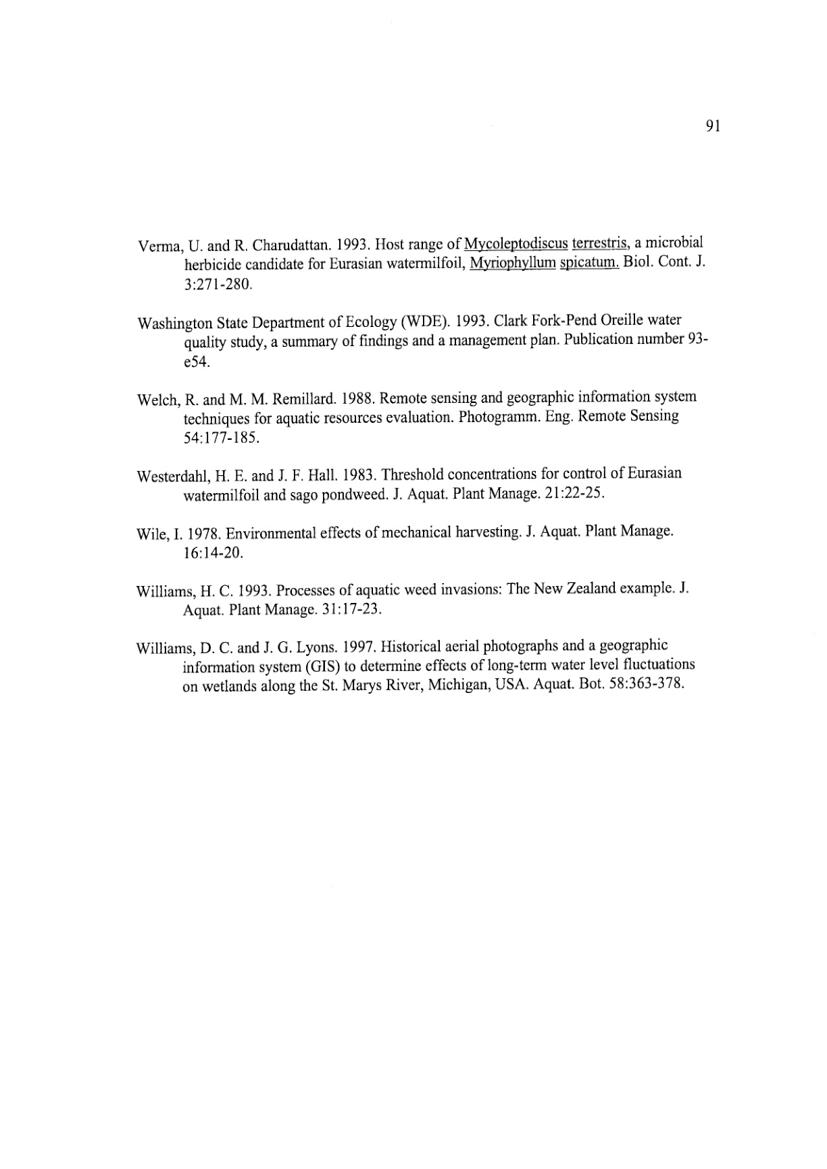 91
Verma, U. and R. Charudattan. 1993. Host range of Mycoleptodiscus terrestris, a microbial
herbicide candidate for Eurasian watermilfoil, Myriophyllum spicatum. Biol. Cont. J.
3:271-280.
Washington State Department of Ecology (WDE). 1993. Clark Fork-Pend Oreille water
quality study, a summary of findings and a management plan. Publication number 93-
e54.
Welch, R. and M. M. Remillard. 1988. Remote sensing and geographic information system
techniques for aquatic resources evaluation. Photogramm. Eng. Remote Sensing
54:177-185.
Westerdahl, H. E. and J. F. Hall. 1983. Threshold concentrations for control of Eurasian
watermilfoil and sago pondweed. J. Aquat. Plant Manage. 21:22-25.
Wile, I. 1978. Environmental effects of mechanical harvesting. J. Aquat. Plant Manage.
16:14-20.
Williams, H. C. 1993. Processes of aquatic weed invasions: The New Zealand example. J.
Aquat. Plant Manage. 31:17-23.
Williams, D. C. and J. G. Lyons. 1997. Historical aerial photographs and a geographic
information system (GIS) to determine effects of long-term water level fluctuations
on wetlands along the St. Marys River, Michigan, USA. Aquat. Bot. 58:363-378.